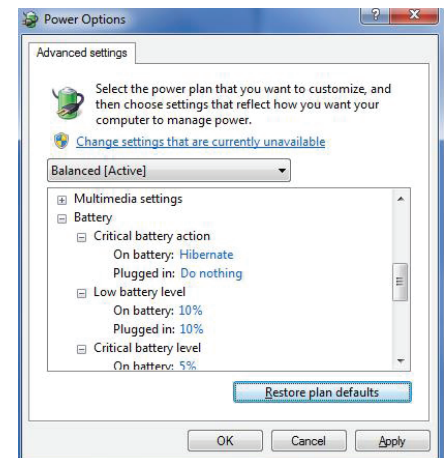 Power Options
Advanced settings
Select the power plan that you want to customize, and
then choose settings that reflect how you want your
computer to manage power.
Change settings that are currently unavailable
Balanced [Active]
Multimedia settings
Battery
Critical battery action
On battery: Hibernate
Plugged in: Do nothing
Low battery level
On battery: 10%
Plugged in: 10%
Critical battery level
On battery: 5%
Restore plan defaults
OK Cancel Apply